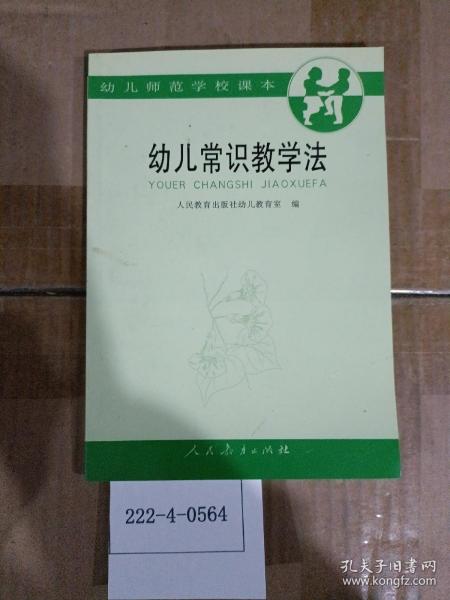 幼儿师范学校课本
幼儿常识教学法
YOUER CHANGSHI JIAOXUEFA
人民教育出版社幼儿教育室 编
人民教育出版社
222-4-0564
孔夫子旧书网
www.kongfz.com